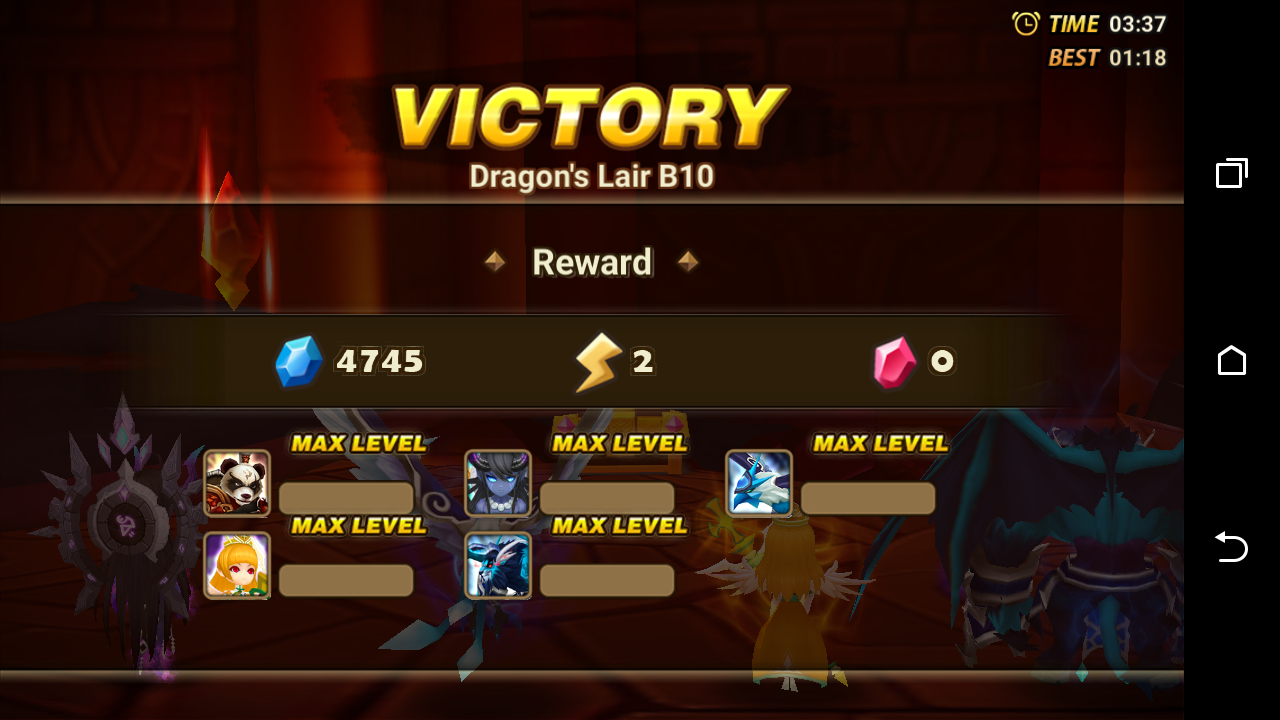 TIME 03:37
BEST 01:18
VICTORY
Dragon's Lair B10
Reward
4745 2 0
MAX LEVEL MAX LEVEL MAX LEVEL
MAX LEVEL MAX LEVEL